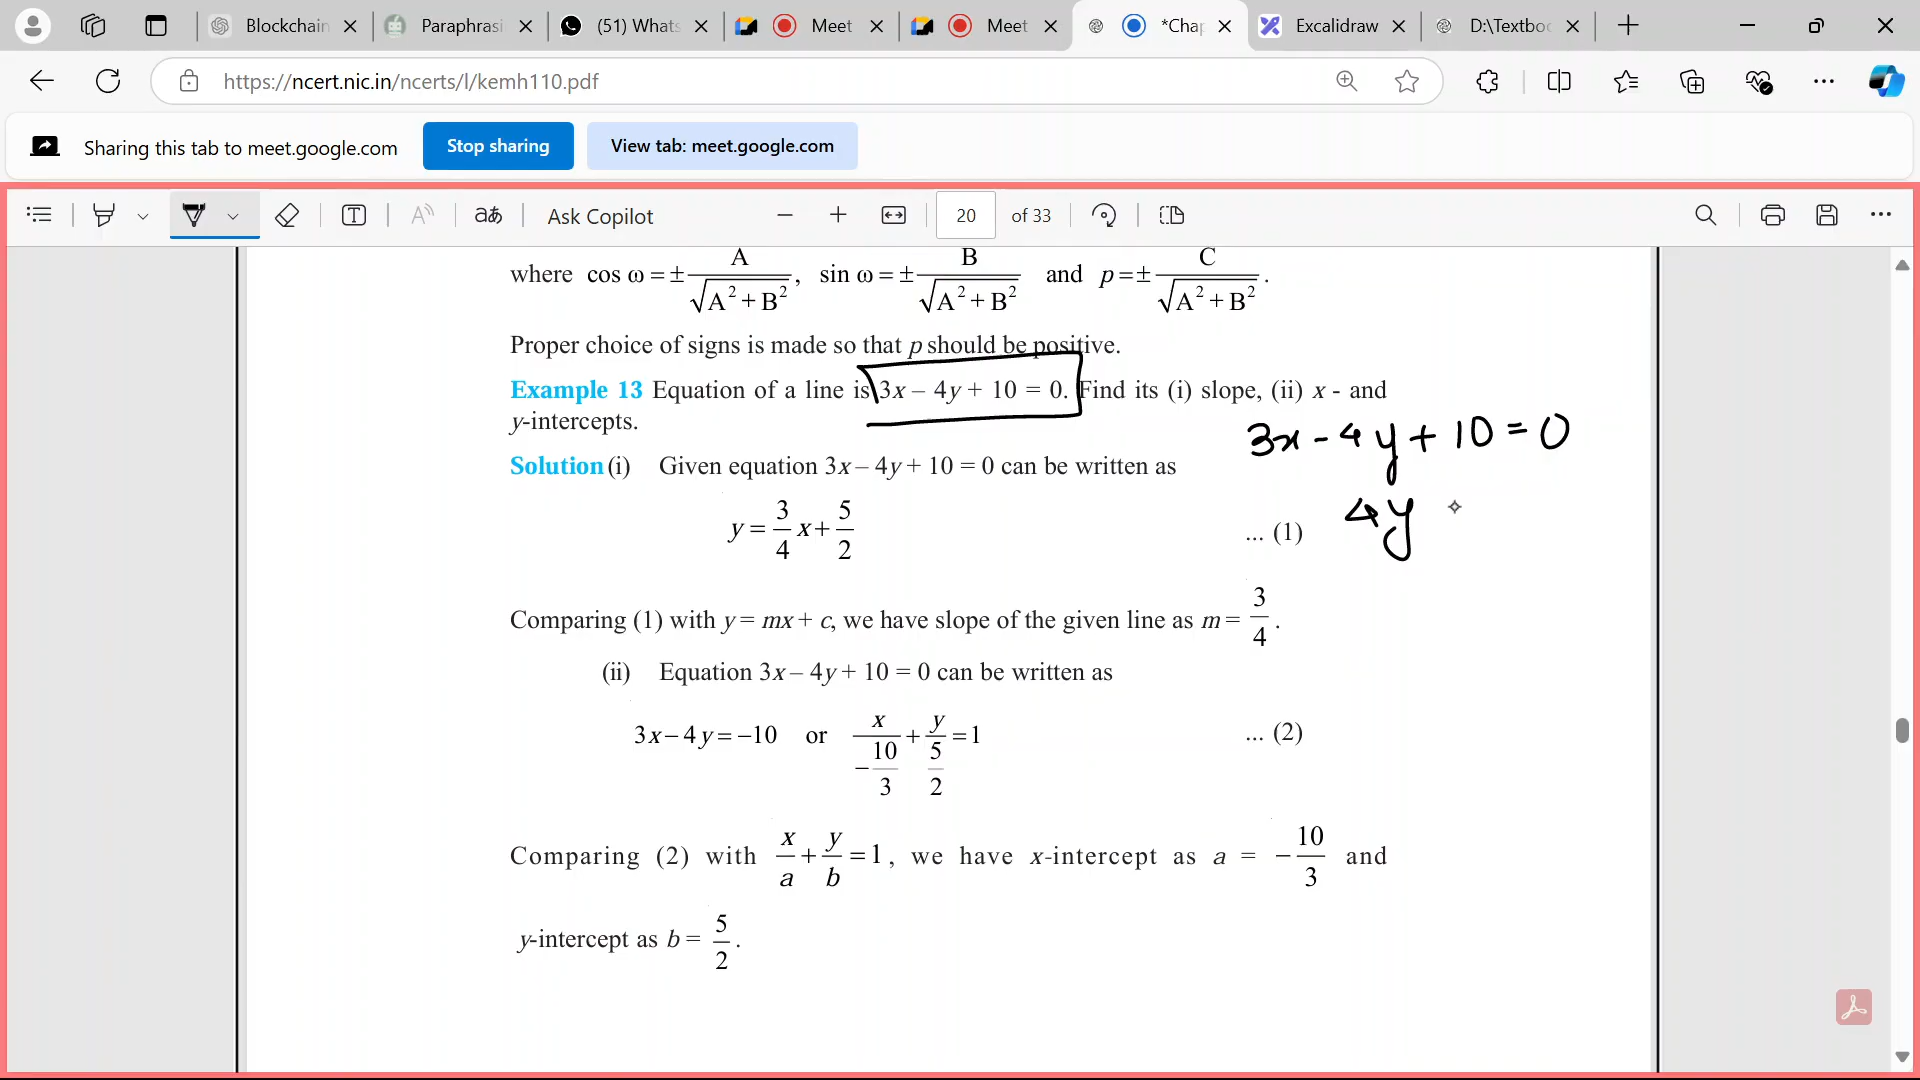 Blockchain
Paraphrasi
(51) Whats
Meet
Meet
*Chap
Excalidraw
D:\Textboo
https://ncert.nic.in/ncerts/l/kemh110.pdf
Sharing this tab to meet.google.com
Stop sharing
View tab: meet.google.com
T
A
aあ
Ask Copilot
20
of 33
where cos ω = ± A/√(A² + B²), sin ω = ± B/√(A² + B²) and p = ± C/√(A² + B²).
Proper choice of signs is made so that p should be positive.
Example 13 Equation of a line is 3x – 4y + 10 = 0. Find its (i) slope, (ii) x - and
y-intercepts.
3x - 4y + 10 = 0
Solution (i) Given equation 3x – 4y + 10 = 0 can be written as
y = 3/4 x + 5/2 ... (1)
4y
Comparing (1) with y = mx + c, we have slope of the given line as m = 3/4.
(ii) Equation 3x – 4y + 10 = 0 can be written as
3x – 4y = –10 or x/(–10/3) + y/(5/2) = 1 ... (2)
Comparing (2) with x/a + y/b = 1, we have x-intercept as a = –10/3 and
y-intercept as b = 5/2.